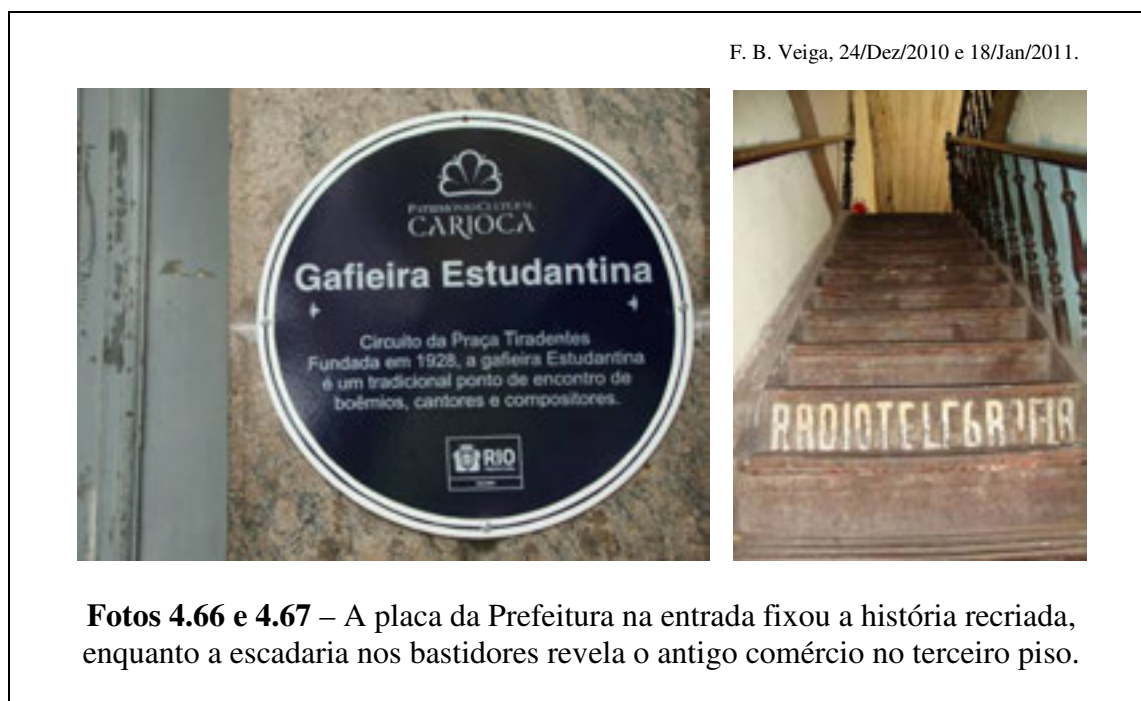 F. B. Veiga, 24/Dez/2010 e 18/Jan/2011.
PATRIMÔNIO CULTURAL
CARIOCA
Gafieira Estudantina
Circuito da Praça Tiradentes
Fundada em 1928, a gafieira Estudantina
é um tradicional ponto de encontro de
boêmios, cantores e compositores.
RIO
RADIOTELEGRAFIA
Fotos 4.66 e 4.67 – A placa da Prefeitura na entrada fixou a história recriada,
enquanto a escadaria nos bastidores revela o antigo comércio no terceiro piso.